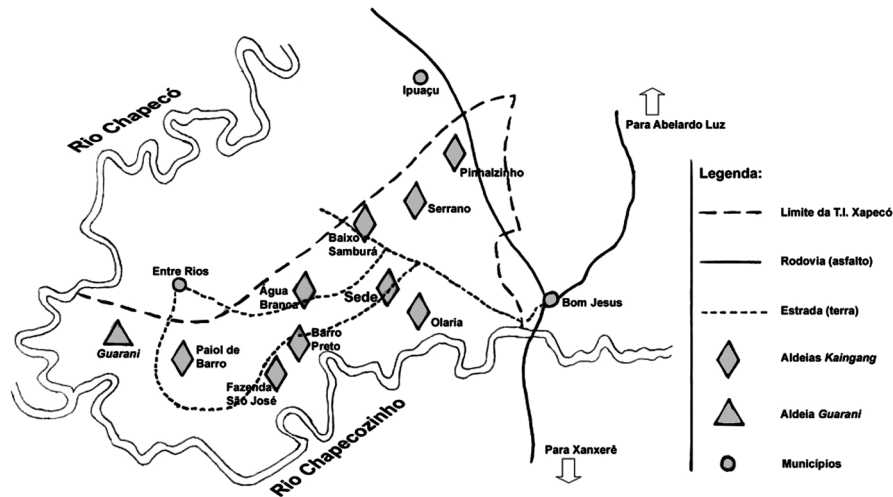 Ipuaçu
Rio Chapecó
Para Abelardo Luz
Pinhalzinho
Legenda:
Serrano
Limite da T.I. Xapecó
Baixo
Samburá
Rodovia (asfalto)
Entre Rios
Água
Branca
Sede
Bom Jesus
Estrada (terra)
Olaria
Barro
Preto
Guarani
Paiol de
Barro
Aldeias Kaingang
Fazenda
São José
Aldeia Guarani
Rio Chapecozinho
Para Xanxerê
Municípios